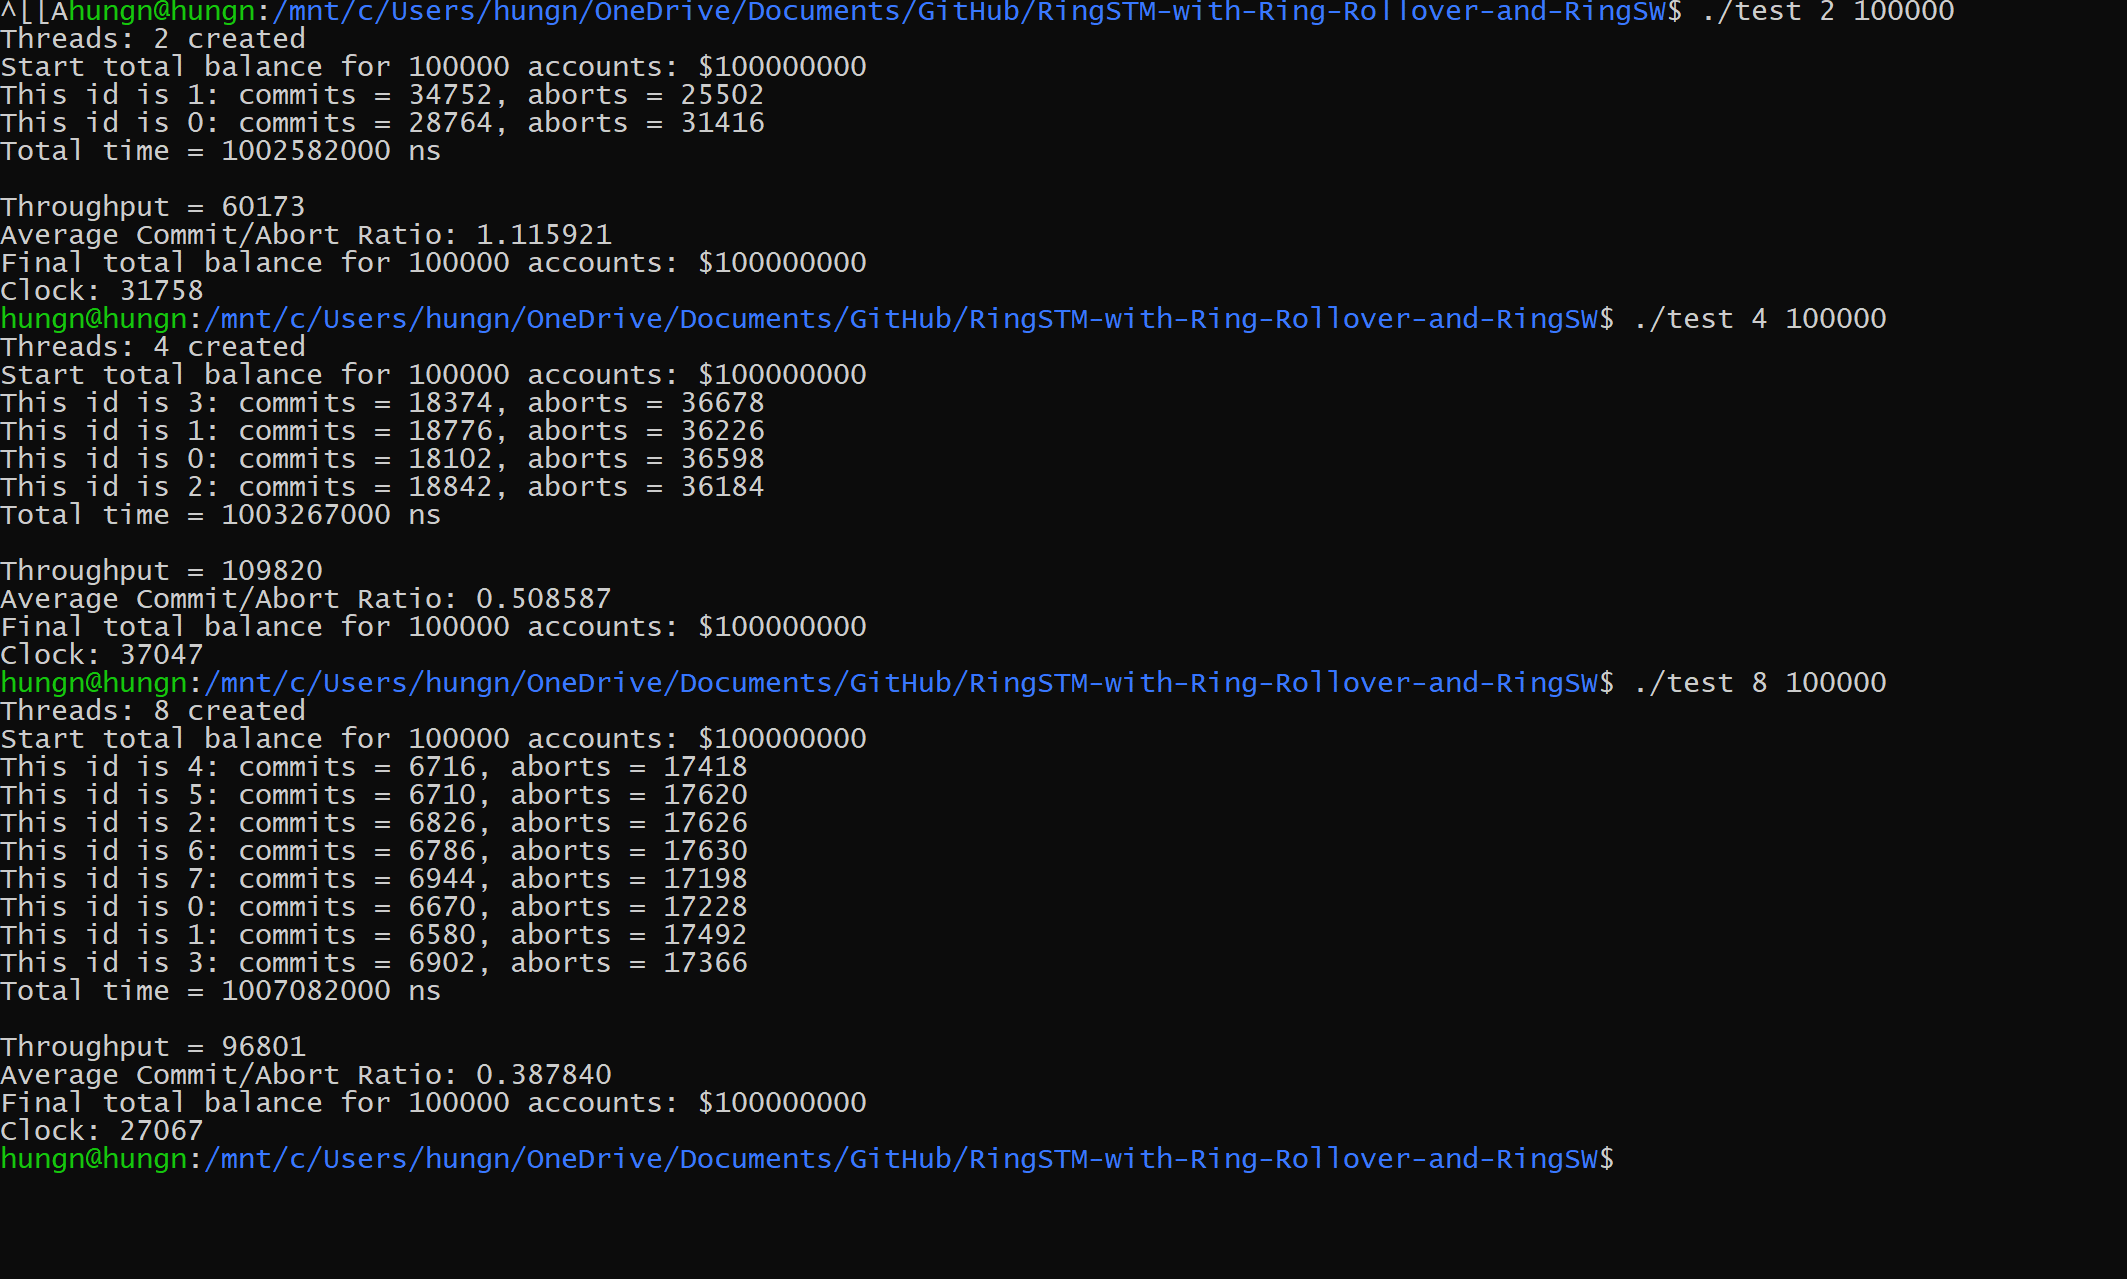 ^[[Ahungn@hungn:/mnt/c/Users/hungn/OneDrive/Documents/GitHub/RingSTM-with-Ring-Rollover-and-RingSW$ ./test 2 100000
Threads: 2 created
Start total balance for 100000 accounts: $100000000
This id is 1: commits = 34752, aborts = 25502
This id is 0: commits = 28764, aborts = 31416
Total time = 1002582000 ns

Throughput = 60173
Average Commit/Abort Ratio: 1.115921
Final total balance for 100000 accounts: $100000000
Clock: 31758
hungn@hungn:/mnt/c/Users/hungn/OneDrive/Documents/GitHub/RingSTM-with-Ring-Rollover-and-RingSW$ ./test 4 100000
Threads: 4 created
Start total balance for 100000 accounts: $100000000
This id is 3: commits = 18374, aborts = 36678
This id is 1: commits = 18776, aborts = 36226
This id is 0: commits = 18102, aborts = 36598
This id is 2: commits = 18842, aborts = 36184
Total time = 1003267000 ns

Throughput = 109820
Average Commit/Abort Ratio: 0.508587
Final total balance for 100000 accounts: $100000000
Clock: 37047
hungn@hungn:/mnt/c/Users/hungn/OneDrive/Documents/GitHub/RingSTM-with-Ring-Rollover-and-RingSW$ ./test 8 100000
Threads: 8 created
Start total balance for 100000 accounts: $100000000
This id is 4: commits = 6716, aborts = 17418
This id is 5: commits = 6710, aborts = 17620
This id is 2: commits = 6826, aborts = 17626
This id is 6: commits = 6786, aborts = 17630
This id is 7: commits = 6944, aborts = 17198
This id is 0: commits = 6670, aborts = 17228
This id is 1: commits = 6580, aborts = 17492
This id is 3: commits = 6902, aborts = 17366
Total time = 1007082000 ns

Throughput = 96801
Average Commit/Abort Ratio: 0.387840
Final total balance for 100000 accounts: $100000000
Clock: 27067
hungn@hungn:/mnt/c/Users/hungn/OneDrive/Documents/GitHub/RingSTM-with-Ring-Rollover-and-RingSW$